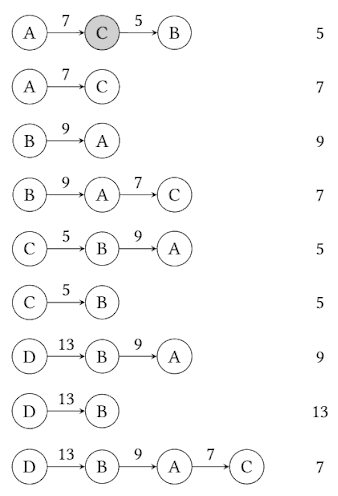 7 5
A C B 5
7
A C 7
9
B A 9
9 7
B A C 7
5 9
C B A 5
5
C B 5
13 9
D B A 9
13
D B 13
13 9 7
D B A C 7